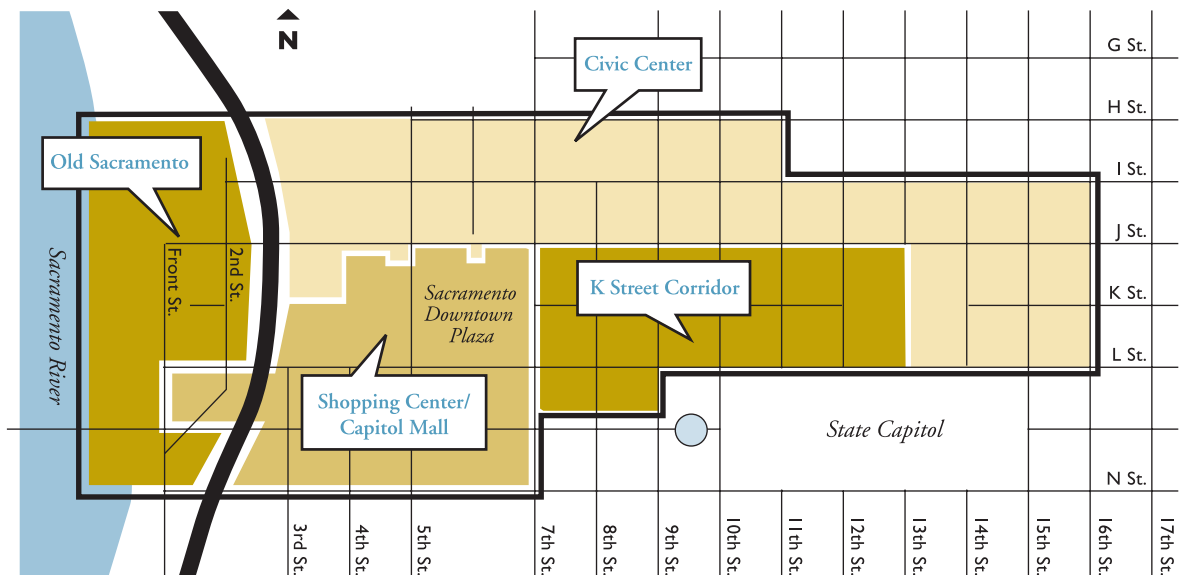 N
G St.
Civic Center
H St.
Old Sacramento
I St.
J St.
Sacramento River
Front St.
2nd St.
Sacramento
Downtown
Plaza
K Street Corridor
K St.
L St.
Shopping Center/
Capitol Mall
State Capitol
N St.
3rd St.
4th St.
5th St.
7th St.
8th St.
9th St.
10th St.
11th St.
12th St.
13th St.
14th St.
15th St.
16th St.
17th St.